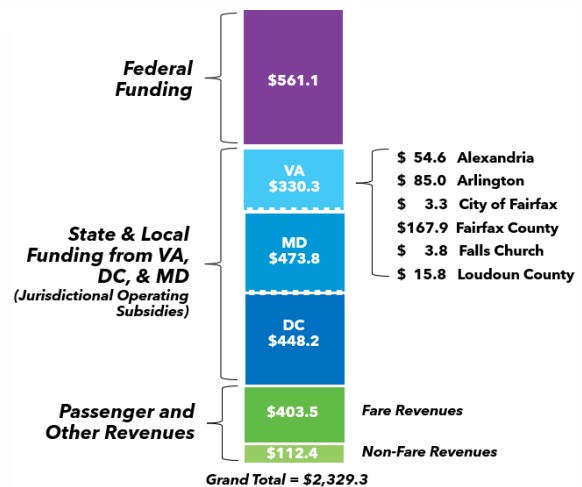 Federal
Funding
$561.1
VA
$330.3
$ 54.6 Alexandria
$ 85.0 Arlington
$ 3.3 City of Fairfax
$167.9 Fairfax County
$ 3.8 Falls Church
$ 15.8 Loudoun County
State & Local
Funding from VA,
DC, & MD
(Jurisdictional Operating
Subsidies)
MD
$473.8
DC
$448.2
Passenger and
Other Revenues
$403.5
Fare Revenues
$112.4
Non-Fare Revenues
Grand Total = $2,329.3